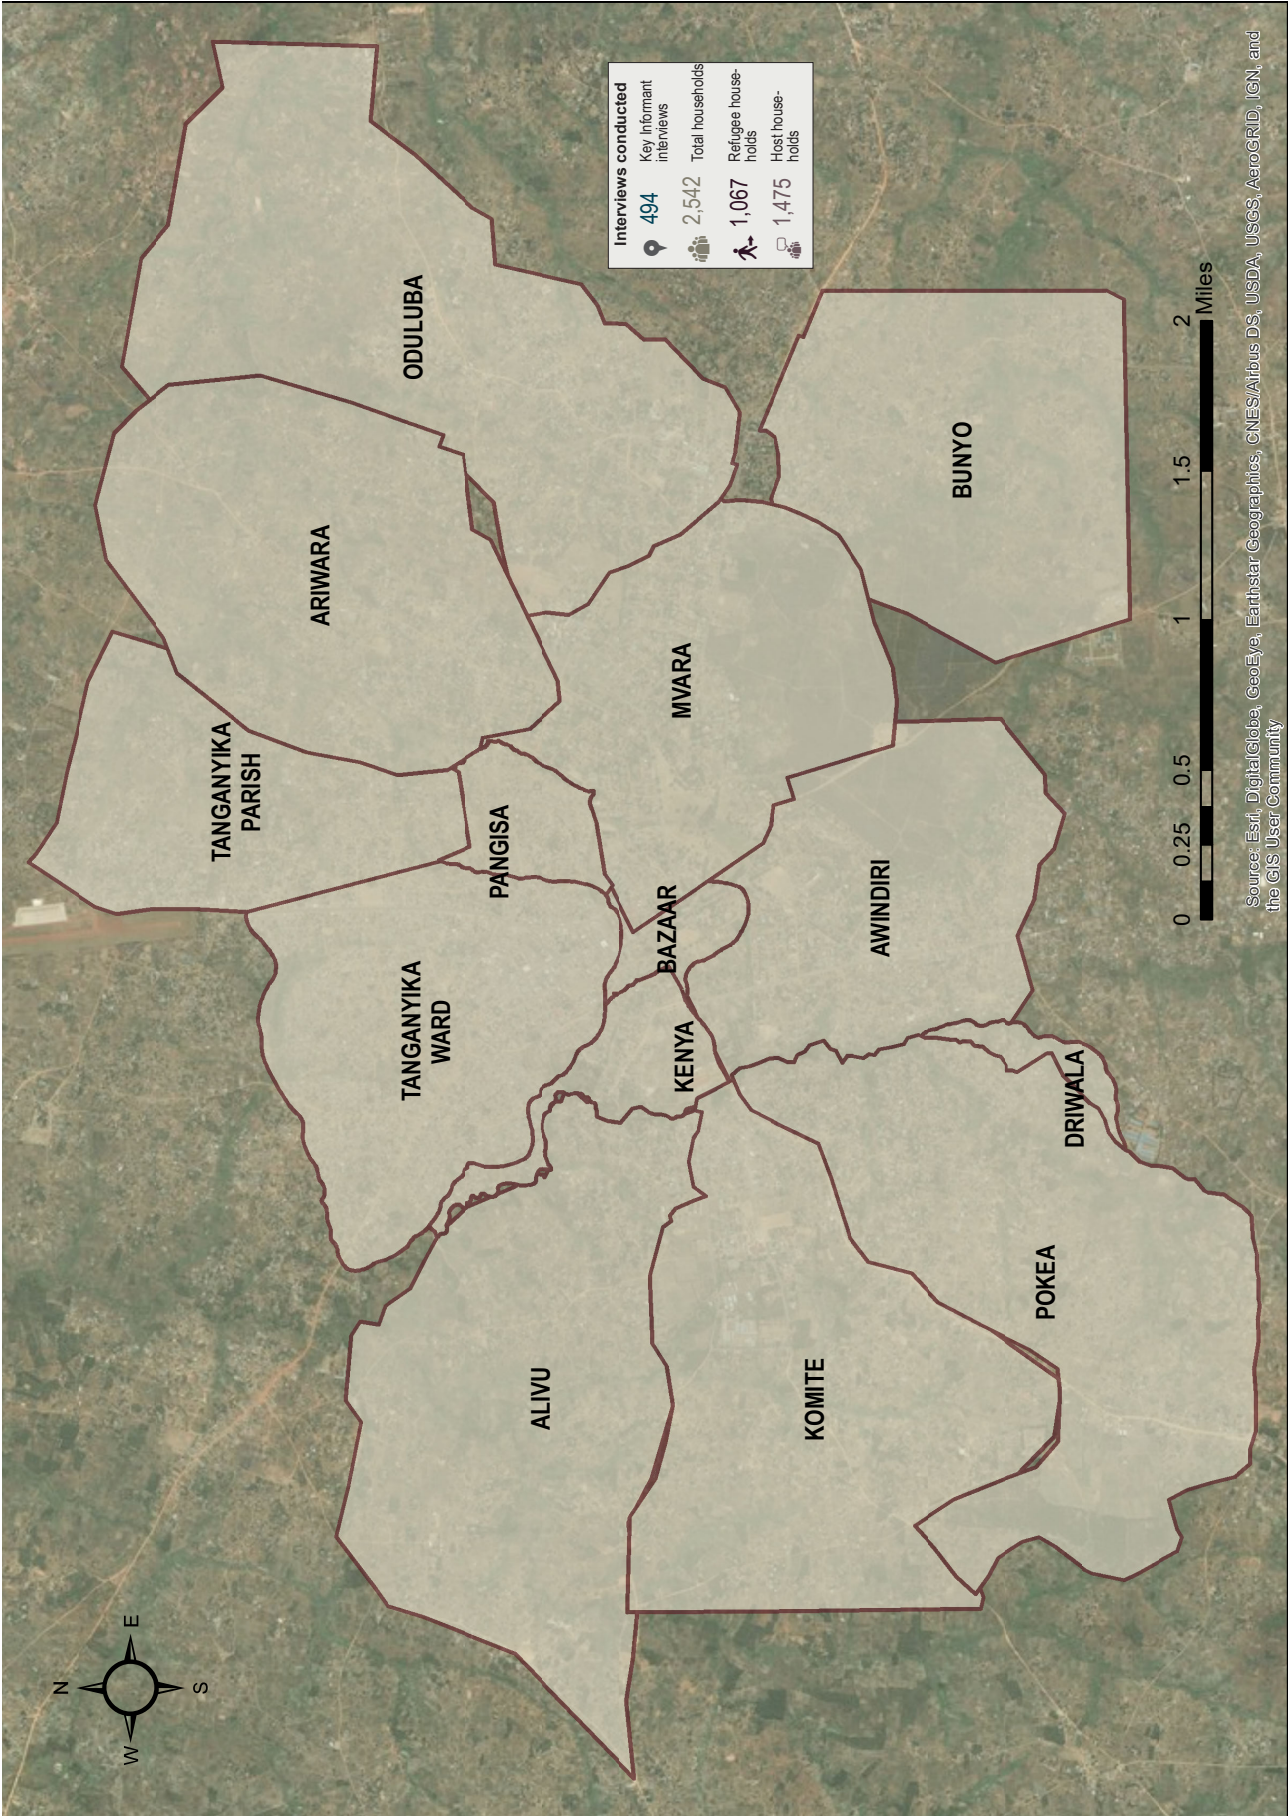 N
W
E
S
Interviews conducted
494 Key Informant
interviews
2,542 Total households
1,067 Refugee house-
holds
1,475 Host house-
holds
TANGANYIKA
PARISH
ARIWARA
ODULUBA
TANGANYIKA
WARD
PANGISA
ALIVU
BAZAAR
KENYA
MVARA
KOMITE
AWINDIRI
BUNYO
POKEA
DRIWALA
0 0.25 0.5 1 1.5 2
Miles
Source: Esri, DigitalGlobe, GeoEye, Earthstar Geographics, CNES/Airbus DS, USDA, USGS, AeroGRID, IGN, and
the GIS User Community